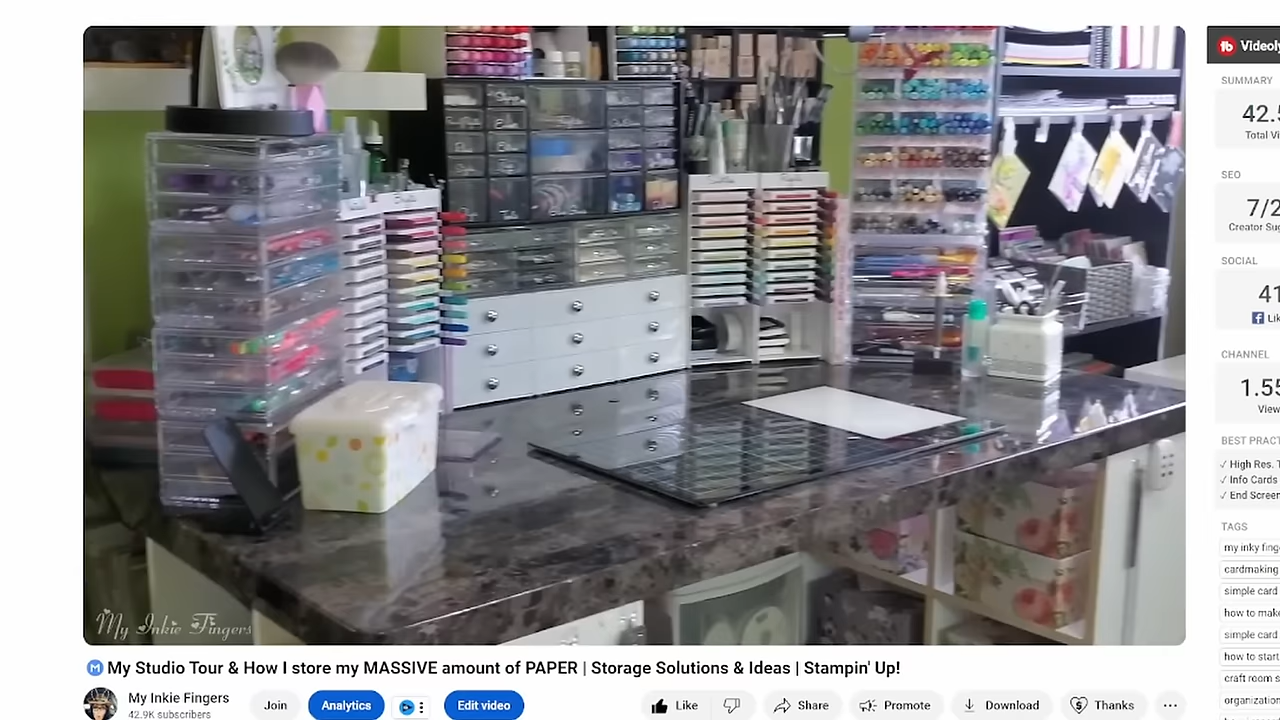 Videoly
SUMMARY
42.5
Total Vi
SEO
7/2
Creator Sug
SOCIAL
41
Lik
CHANNEL
1.55
View
BEST PRACT
✓ High Res. T
✓ Info Cards
✓ End Screen
TAGS
my inky fing
cardmaking
simple card
how to make
simple card
how to start
craft room s
organization
My Inkie Fingers
My Studio Tour & How I store my MASSIVE amount of PAPER | Storage Solutions & Ideas | Stampin' Up!
My Inkie Fingers
42.9K subscribers
Join
Analytics
Edit video
Like
Share
Promote
Download
Thanks